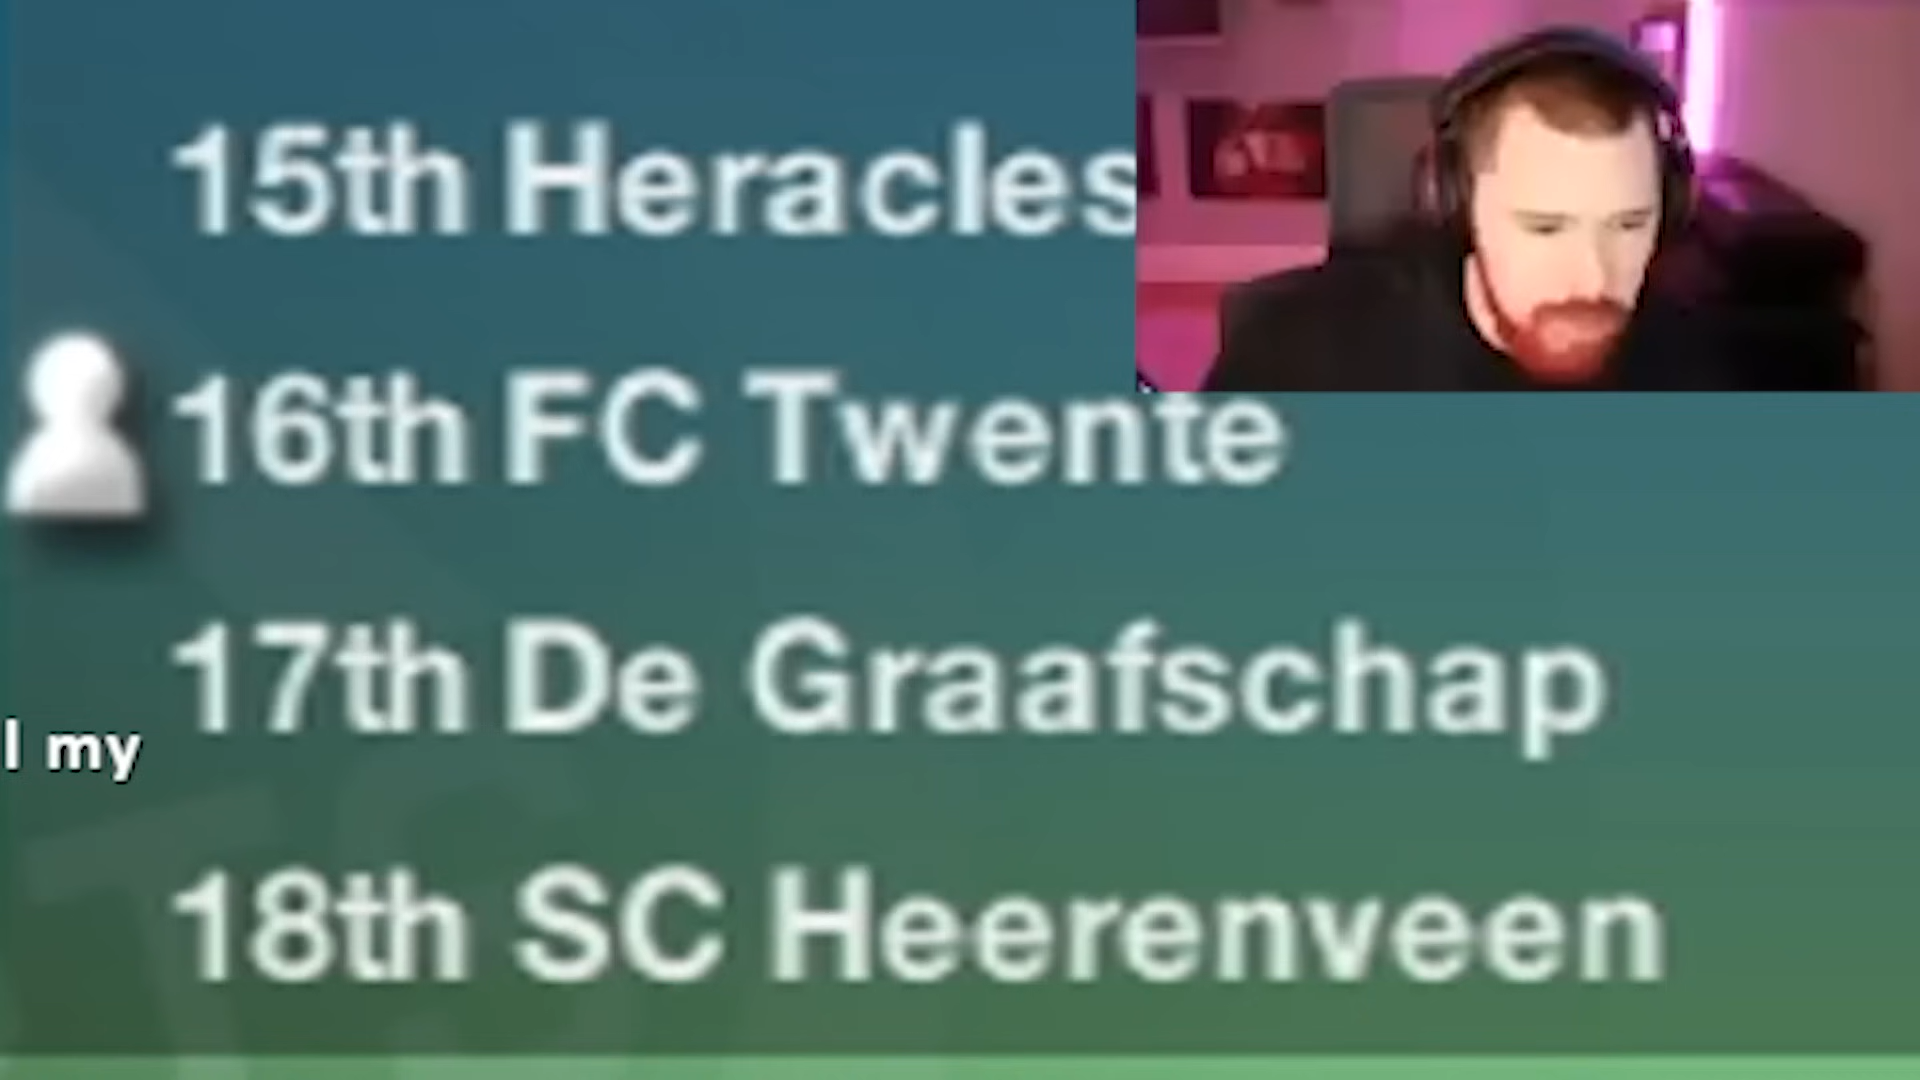 15th Heracles
16th FC Twente
17th De Graafschap
l my
18th SC Heerenveen